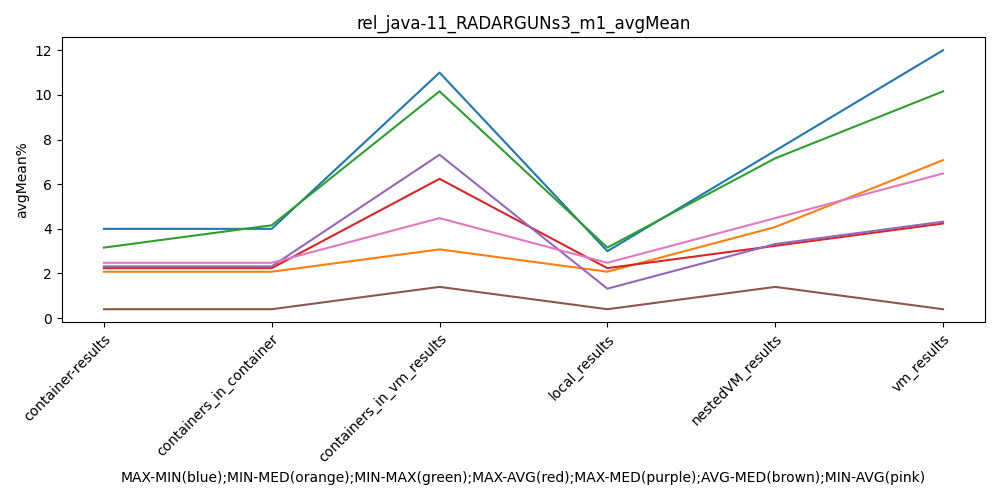 rel_java-11_RADARGUNs3_m1_avgMean
avgMean%
12
10
8
6
4
2
0
container-results
containers_in_container
containers_in_vm_results
local_results
nestedVM_results
vm_results
MAX-MIN(blue);MIN-MED(orange);MIN-MAX(green);MAX-AVG(red);MAX-MED(purple);AVG-MED(brown);MIN-AVG(pink)